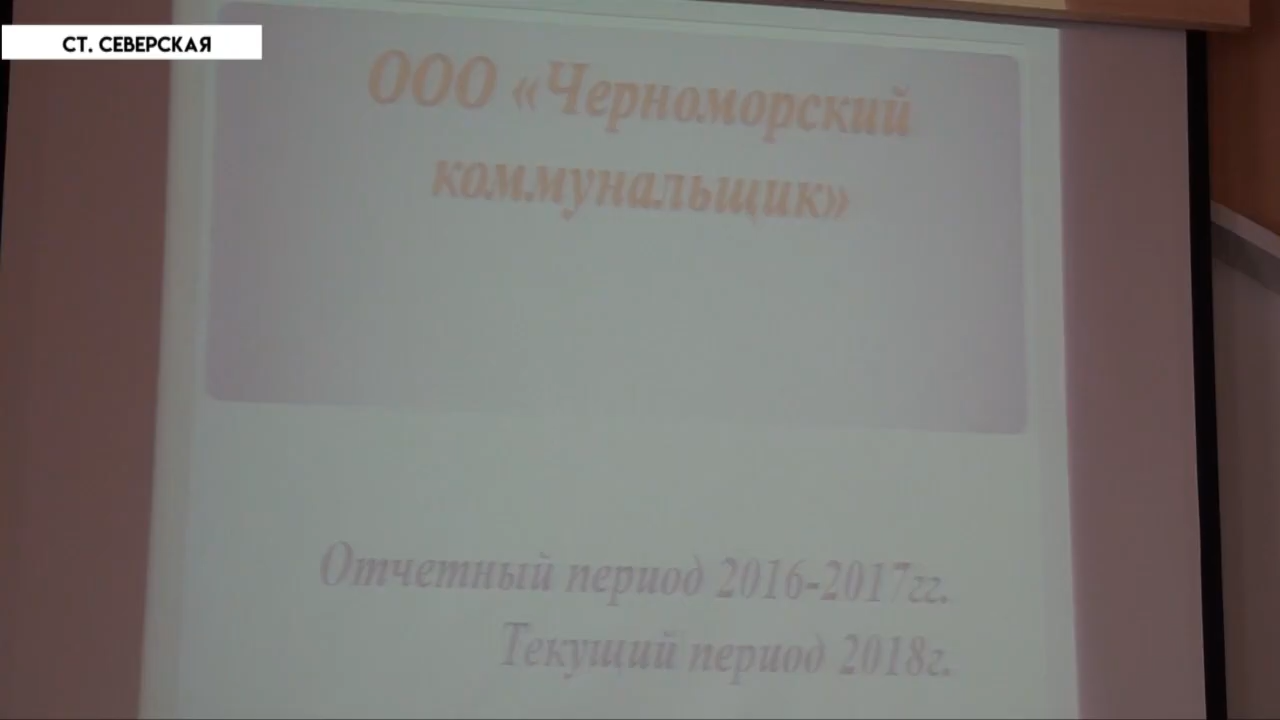 СТ. СЕВЕРСКАЯ
ООО «Черноморский
коммунальщик»
Отчетный период 2016-2017гг.
Текущий период 2018г.